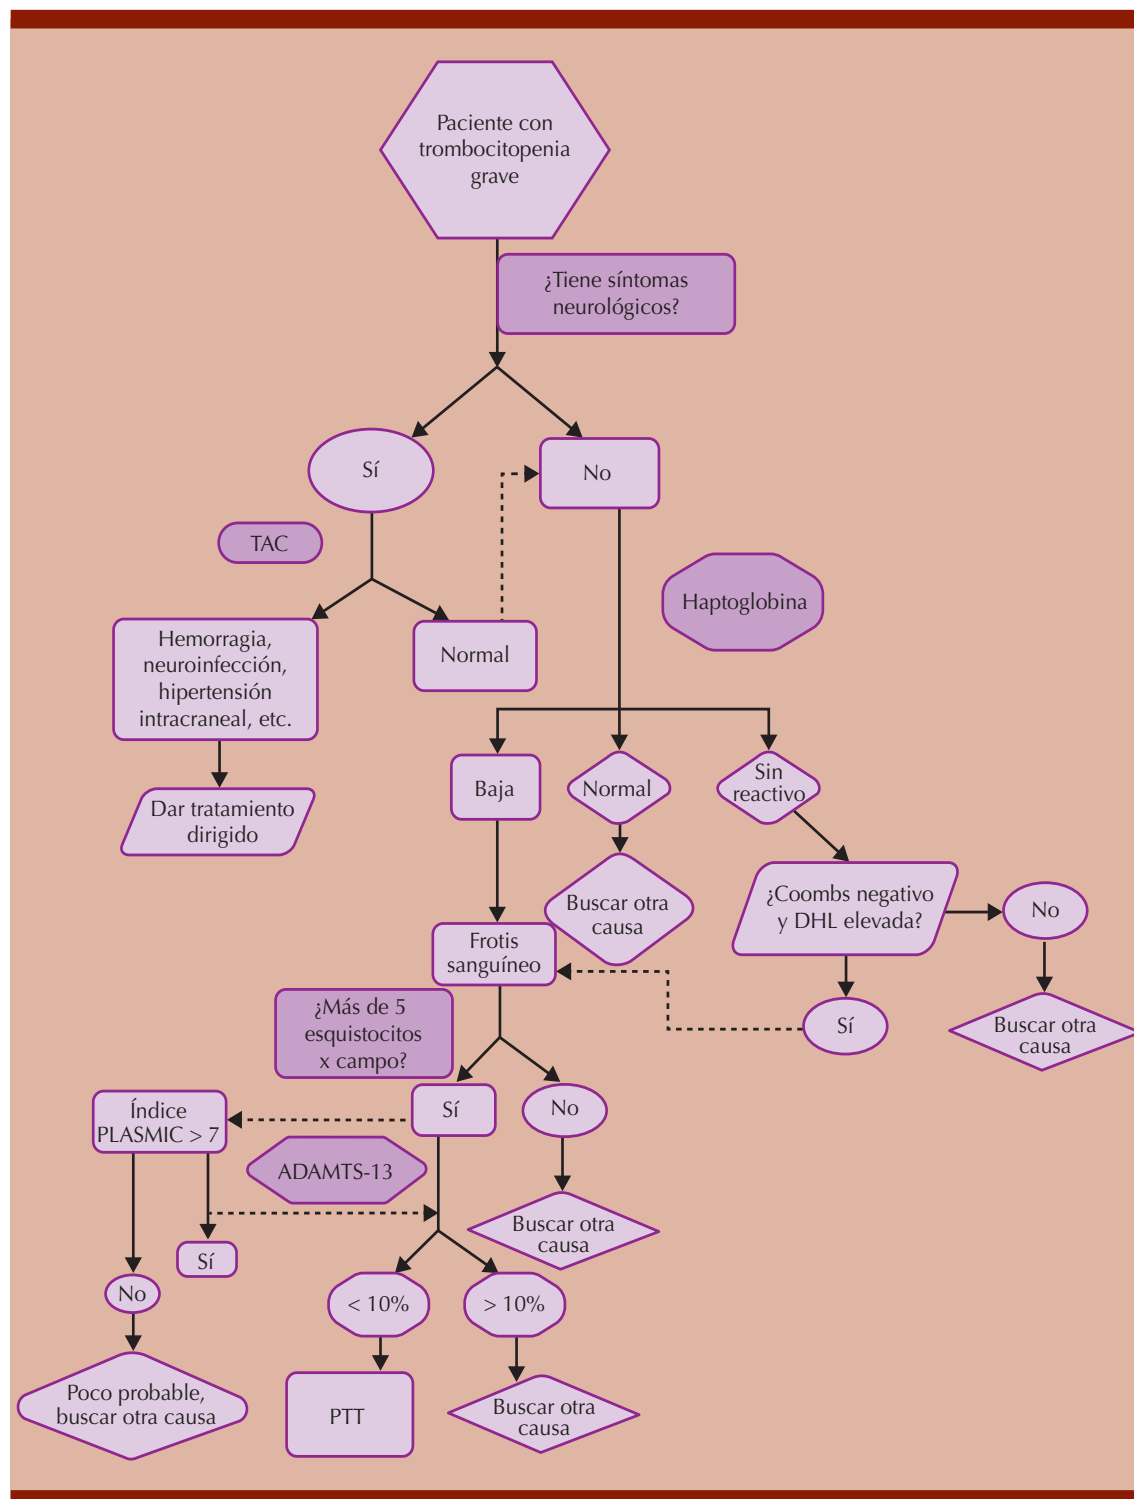 Paciente con
trombocitopenia
grave
¿Tiene síntomas
neurológicos?
Sí
No
TAC
Haptoglobina
Hemorragia,
neuroinfección,
hipertensión
intracraneal, etc.
Normal
Dar tratamiento
dirigido
Baja
Normal
Sin
reactivo
Buscar otra
causa
¿Coombs negativo
y DHL elevada?
No
Frotis
sanguíneo
Sí
Buscar otra
causa
¿Más de 5
esquistocitos
x campo?
Índice
PLASMIC > 7
Sí
No
ADAMTS-13
Buscar otra
causa
Sí
No
< 10%
> 10%
Poco probable,
buscar otra causa
PTT
Buscar otra
causa